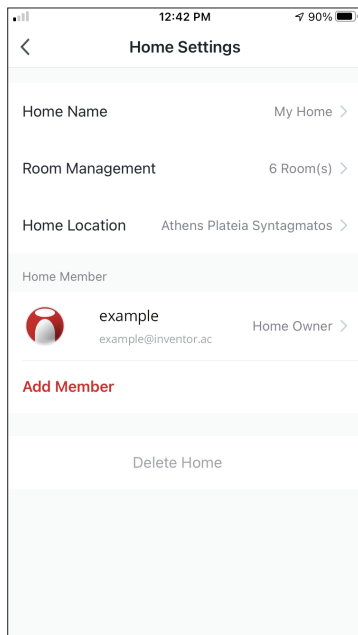 12:42 PM 90%
Home Settings
Home Name My Home
Room Management 6 Room(s)
Home Location Athens Plateia Syntagmatos
Home Member
example
example@inventor.ac
Home Owner
Add Member
Delete Home